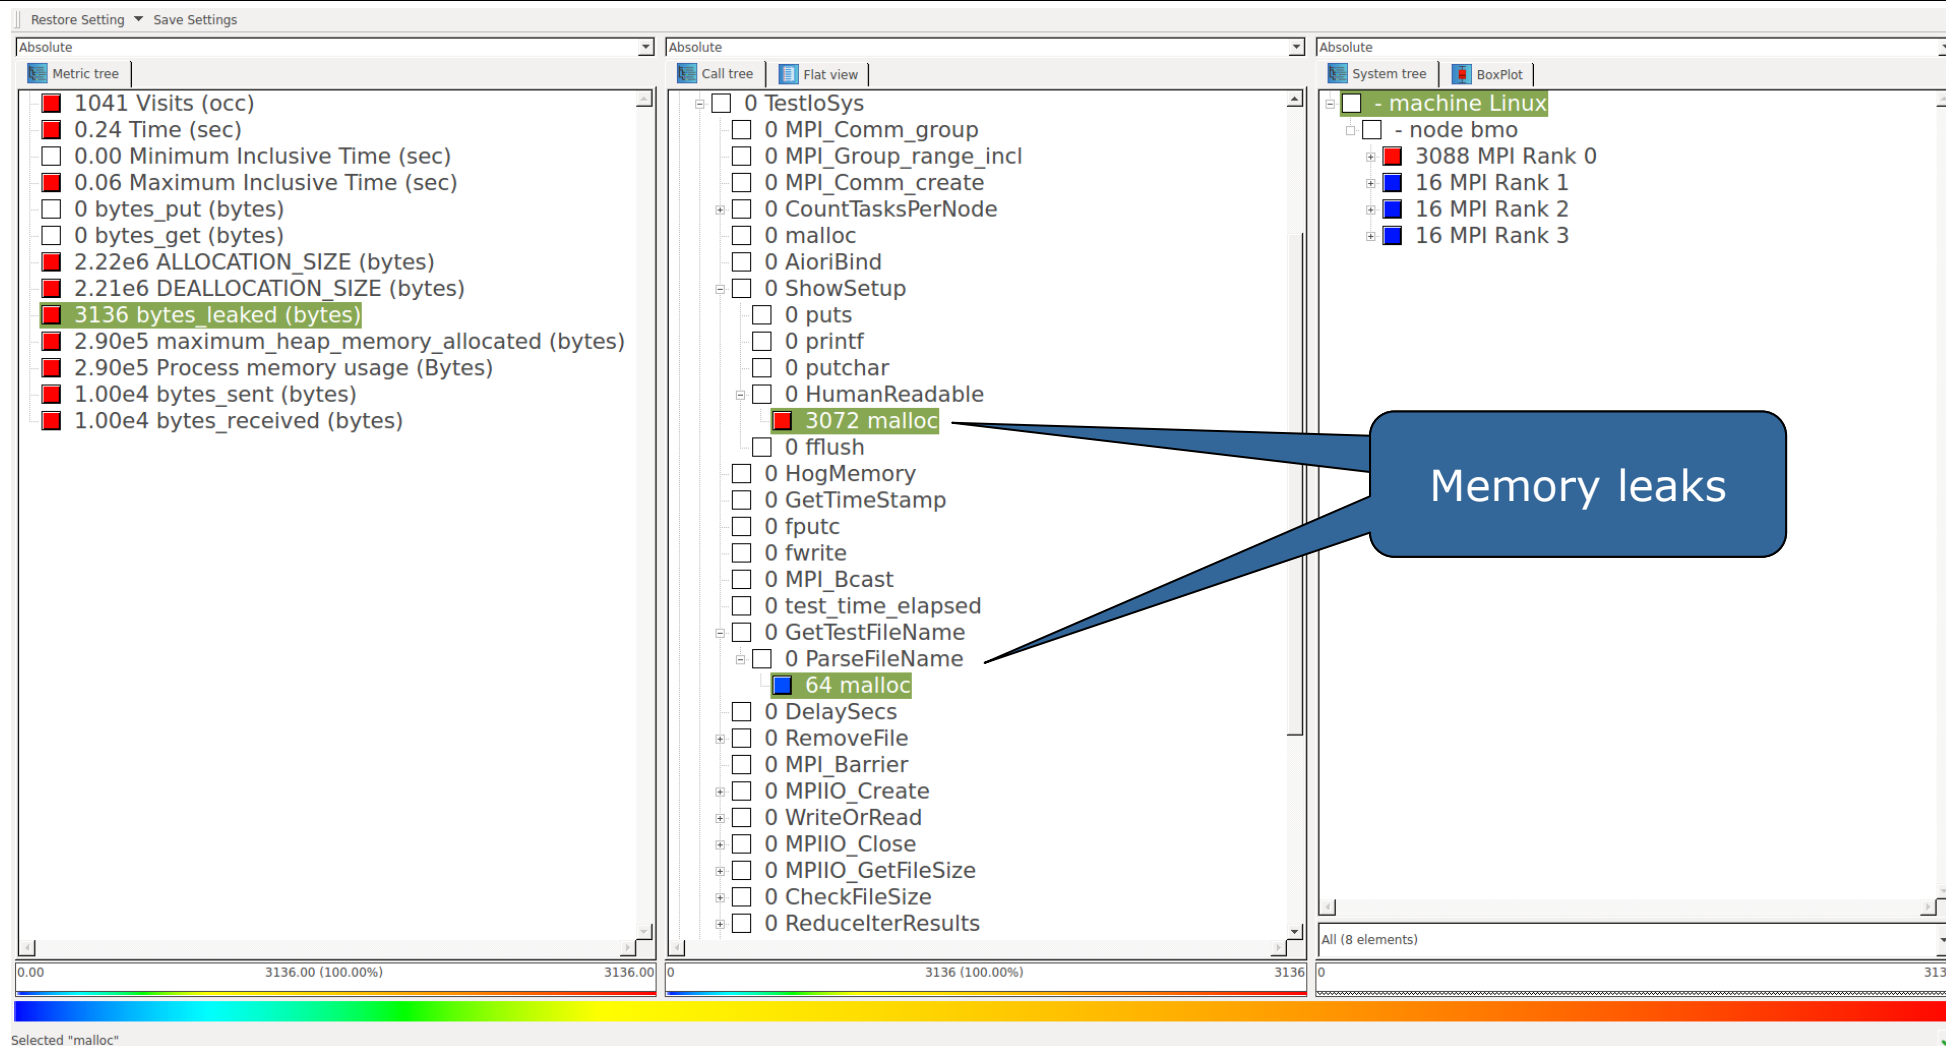 Restore Setting Save Settings
Absolute
Metric tree
1041 Visits (occ)
0.24 Time (sec)
0.00 Minimum Inclusive Time (sec)
0.06 Maximum Inclusive Time (sec)
0 bytes_put (bytes)
0 bytes_get (bytes)
2.22e6 ALLOCATION_SIZE (bytes)
2.21e6 DEALLOCATION_SIZE (bytes)
3136 bytes_leaked (bytes)
2.90e5 maximum_heap_memory_allocated (bytes)
2.90e5 Process memory usage (Bytes)
1.00e4 bytes_sent (bytes)
1.00e4 bytes_received (bytes)
0.00 3136.00 (100.00%) 3136.00
Absolute
Call tree Flat view
0 TestIoSys
0 MPI_Comm_group
0 MPI_Group_range_incl
0 MPI_Comm_create
0 CountTasksPerNode
0 malloc
0 AioriBind
0 ShowSetup
0 puts
0 printf
0 putchar
0 HumanReadable
3072 malloc
0 fflush
0 HogMemory
0 GetTimeStamp
0 fputc
0 fwrite
0 MPI_Bcast
0 test_time_elapsed
0 GetTestFileName
0 ParseFileName
64 malloc
0 DelaySecs
0 RemoveFile
0 MPI_Barrier
0 MPIIO_Create
0 WriteOrRead
0 MPIIO_Close
0 MPIIO_GetFileSize
0 CheckFileSize
0 ReduceIterResults
0 3136 (100.00%) 3136
Absolute
System tree BoxPlot
- machine Linux
- node bmo
3088 MPI Rank 0
16 MPI Rank 1
16 MPI Rank 2
16 MPI Rank 3
Memory leaks
All (8 elements)
0 313
Selected "malloc"